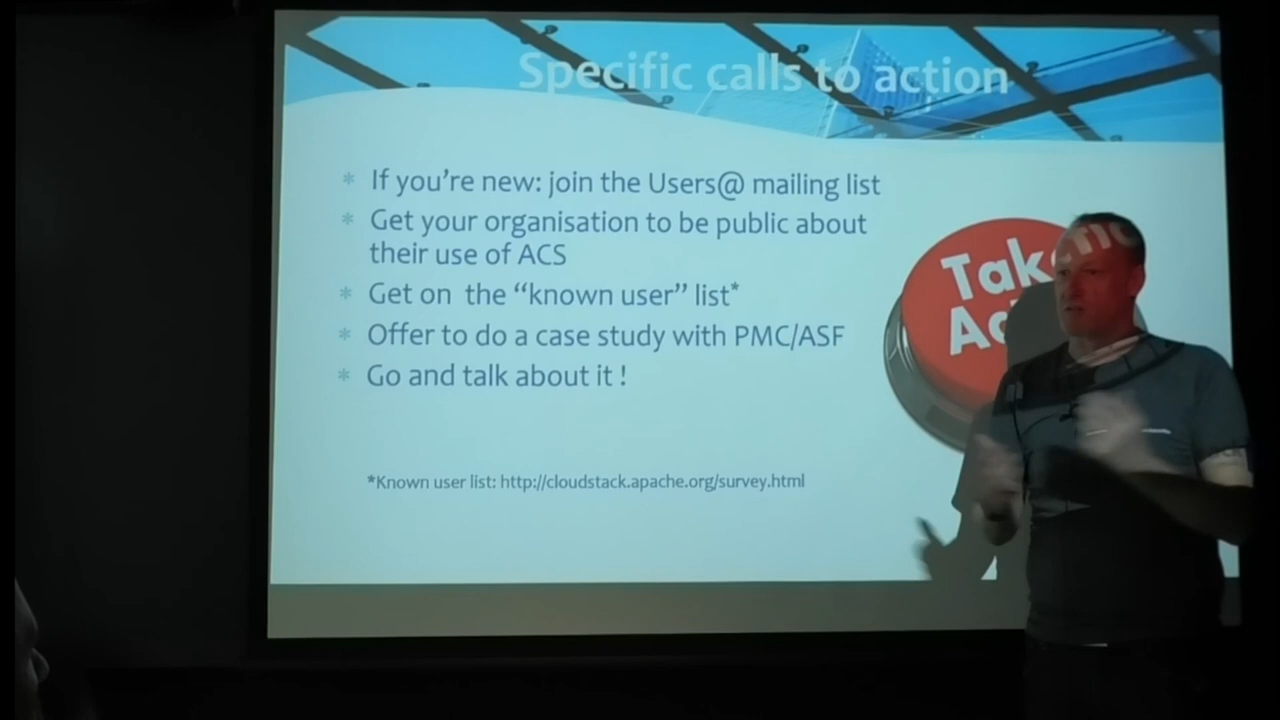 Specific calls to action
* If you're new: join the Users@ mailing list
* Get your organisation to be public about
their use of ACS
* Get on  the “known user” list*
* Offer to do a case study with PMC/ASF
* Go and talk about it !
Take
*Known user list: http://cloudstack.apache.org/survey.html